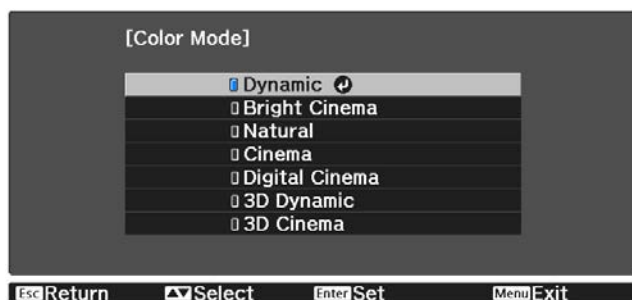 [Color Mode]
Dynamic
Bright Cinema
Natural
Cinema
Digital Cinema
3D Dynamic
3D Cinema
Esc Return Select Enter Set Menu Exit